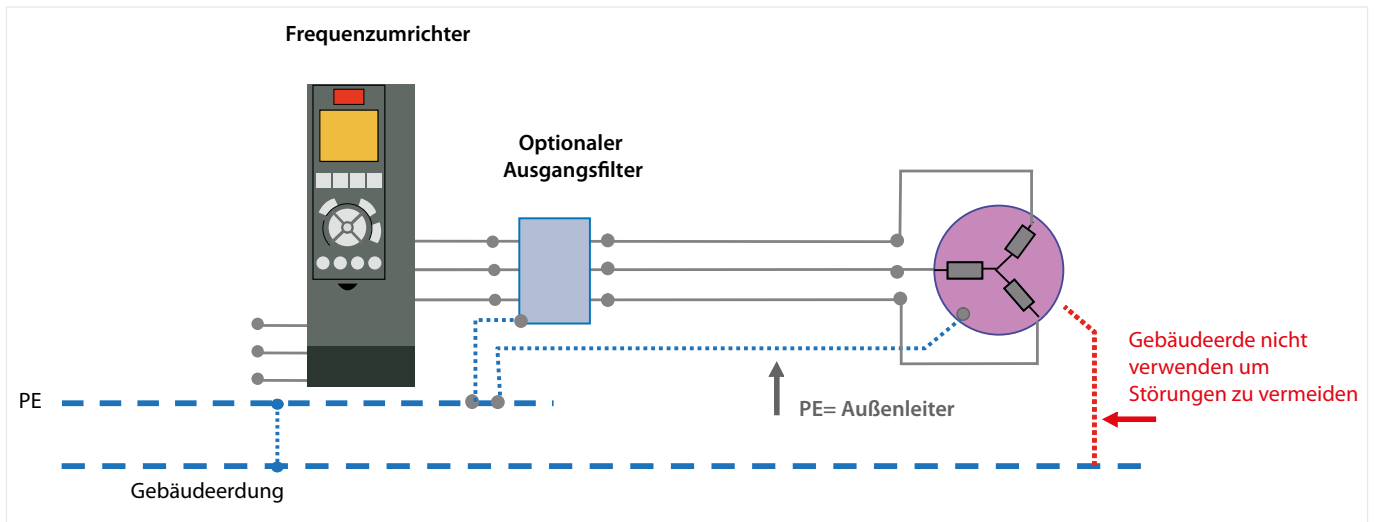 Frequenzumrichter
Optionaler
Ausgangsfilter
Gebäudeerde nicht
verwenden um
Störungen zu vermeiden
PE
PE= Außenleiter
Gebäudeerdung